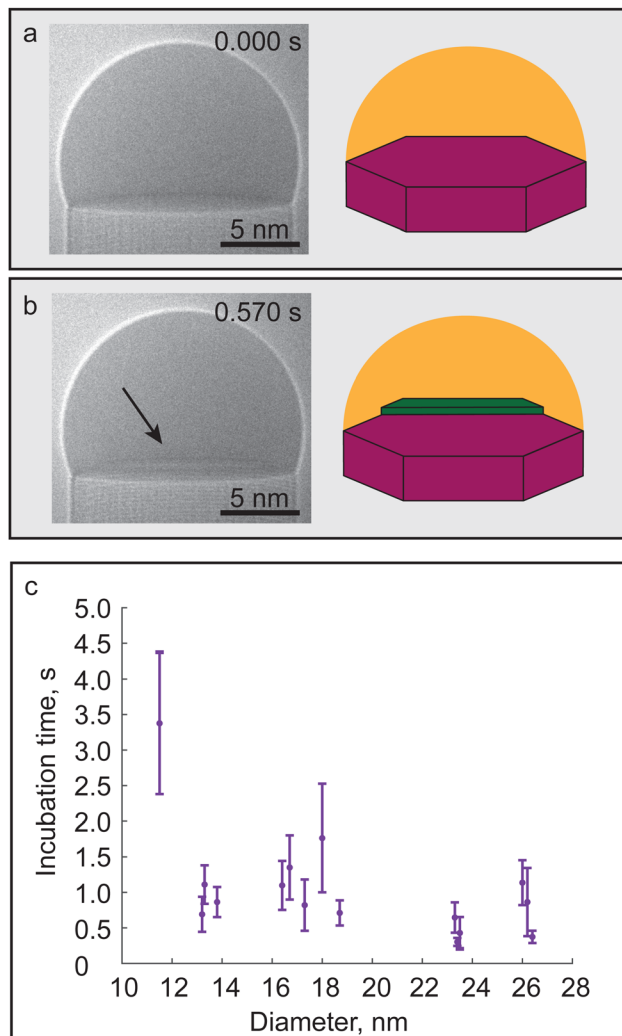 a
0.000 s
5 nm
b
0.570 s
5 nm
c
5.0
4.5
4.0
3.5
3.0
2.5
2.0
1.5
1.0
0.5
0
Incubation time, s
10 12 14 16 18 20 22 24 26 28
Diameter, nm